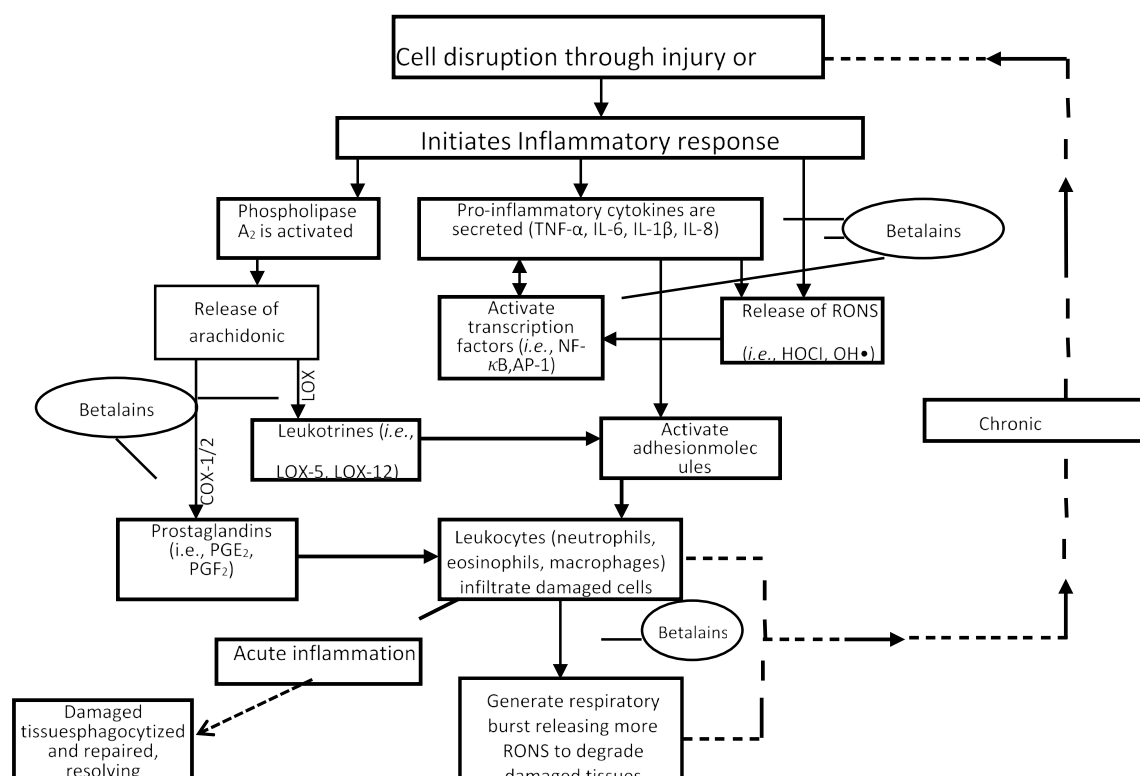 Cell disruption through injury or
Initiates Inflammatory response
Phospholipase
A₂ is activated
Pro-inflammatory cytokines are
secreted (TNF-α, IL-6, IL-1β, IL-8)
Betalains
Release of
arachidonic
Activate
transcription
factors (i.e., NF-
κB,AP-1)
Release of RONS
(i.e., HOCI, OH•)
Betalains
LOX
COX-1/2
Leukotrines (i.e.,
LOX-5, LOX-12)
Activate
adhesionmolec
ules
Chronic
Prostaglandins
(i.e., PGE₂,
PGF₂)
Leukocytes (neutrophils,
eosinophils, macrophages)
infiltrate damaged cells
Betalains
Acute inflammation
Damaged
tissuesphagocytized
and repaired,
resolving
Generate respiratory
burst releasing more
RONS to degrade
damaged tissues